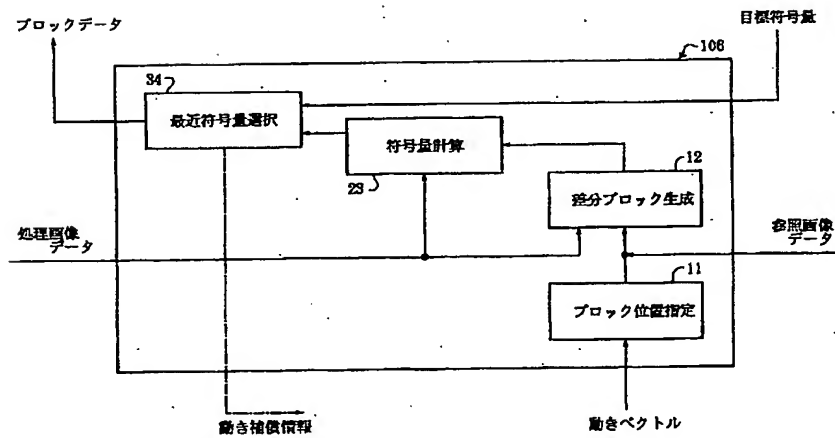 ブロックデータ
目標符号量
106
34
最近符号量選択
符号量計算
23
12
差分ブロック生成
処理画像
データ
参照画像
データ
11
ブロック位置指定
動き補償情報
動きベクトル